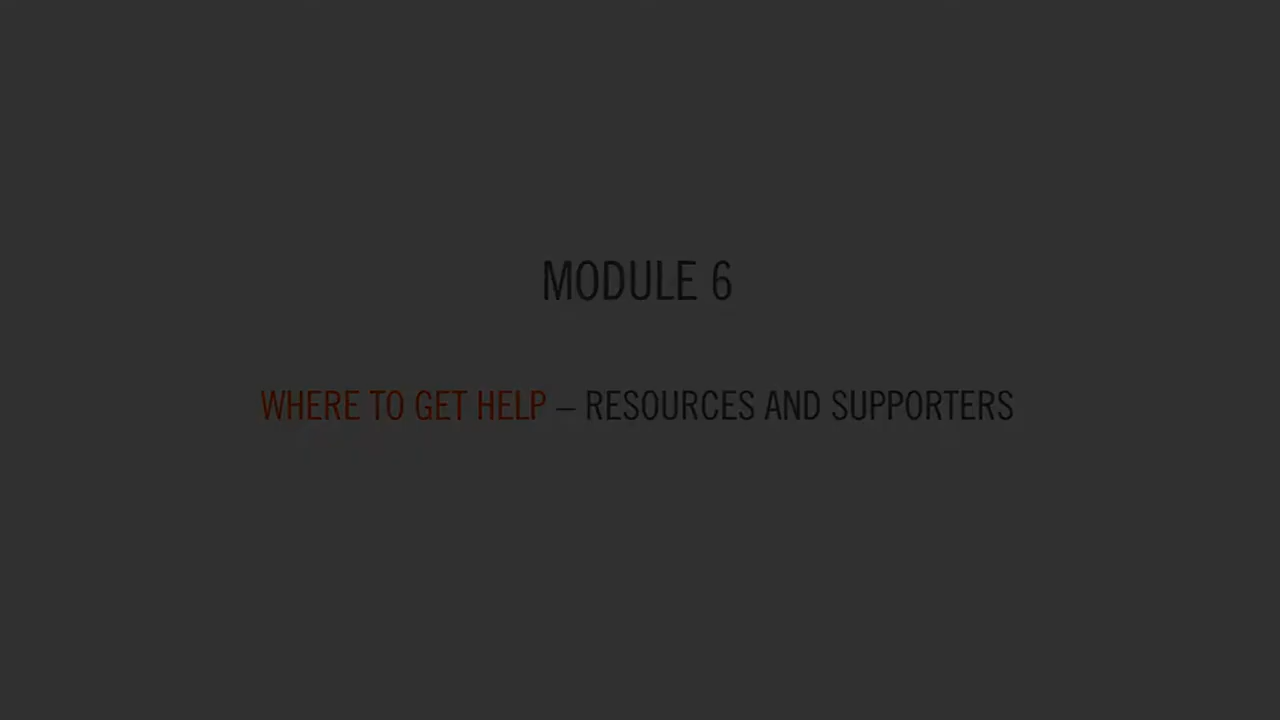 MODULE 6
WHERE TO GET HELP – RESOURCES AND SUPPORTERS